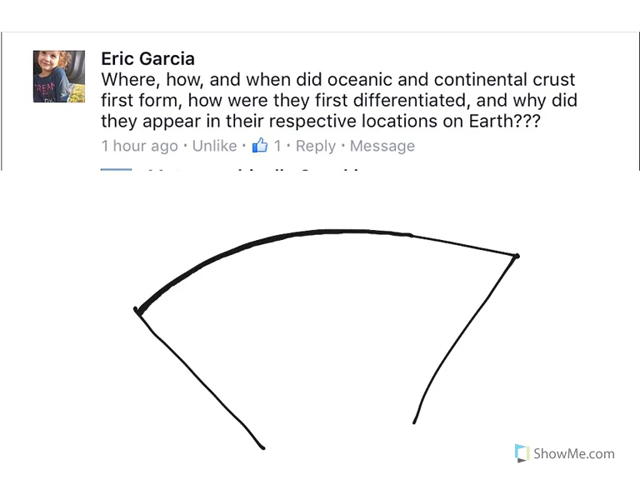 Eric Garcia
Where, how, and when did oceanic and continental crust
first form, how were they first differentiated, and why did
they appear in their respective locations on Earth???
1 hour ago · Unlike · 1 · Reply · Message
ShowMe.com